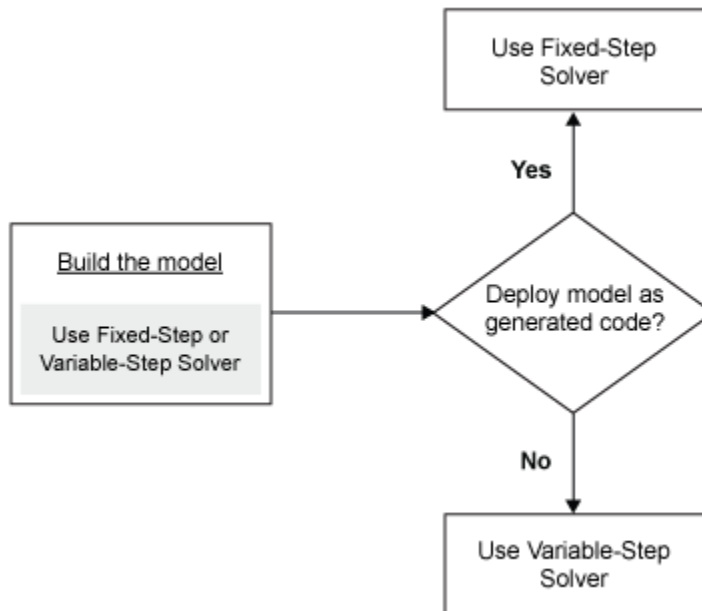 Use Fixed-Step
Solver
Yes
Build the model
Use Fixed-Step or
Variable-Step Solver
Deploy model as
generated code?
No
Use Variable-Step
Solver